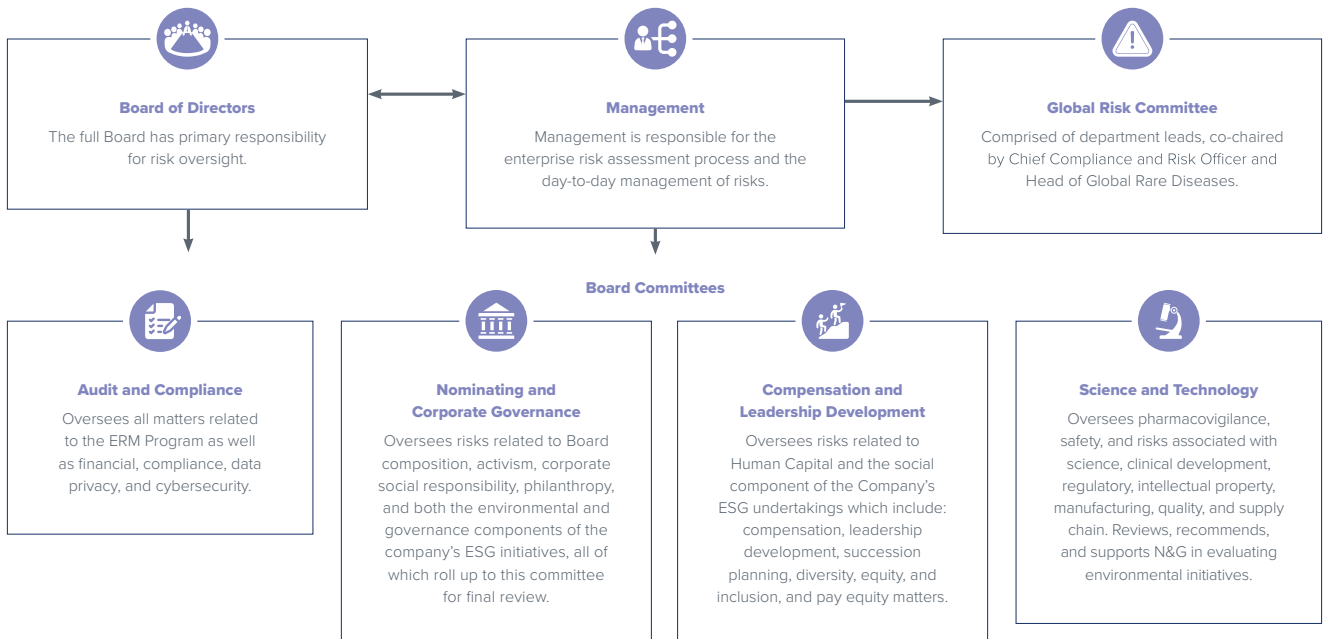 Board of Directors
The full Board has primary responsibility
for risk oversight.
Management
Management is responsible for the
enterprise risk assessment process and the
day-to-day management of risks.
Global Risk Committee
Comprised of department leads, co-chaired
by Chief Compliance and Risk Officer and
Head of Global Rare Diseases.
Board Committees
Audit and Compliance
Oversees all matters related
to the ERM Program as well
as financial, compliance, data
privacy, and cybersecurity.
Nominating and
Corporate Governance
Oversees risks related to Board
composition, activism, corporate
social responsibility, philanthropy,
and both the environmental and
governance components of the
company’s ESG initiatives, all of
which roll up to this committee
for final review.
Compensation and
Leadership Development
Oversees risks related to
Human Capital and the social
component of the Company’s
ESG undertakings which include:
compensation, leadership
development, succession
planning, diversity, equity, and
inclusion, and pay equity matters.
Science and Technology
Oversees pharmacovigilance,
safety, and risks associated with
science, clinical development,
regulatory, intellectual property,
manufacturing, quality, and supply
chain. Reviews, recommends,
and supports N&G in evaluating
environmental initiatives.